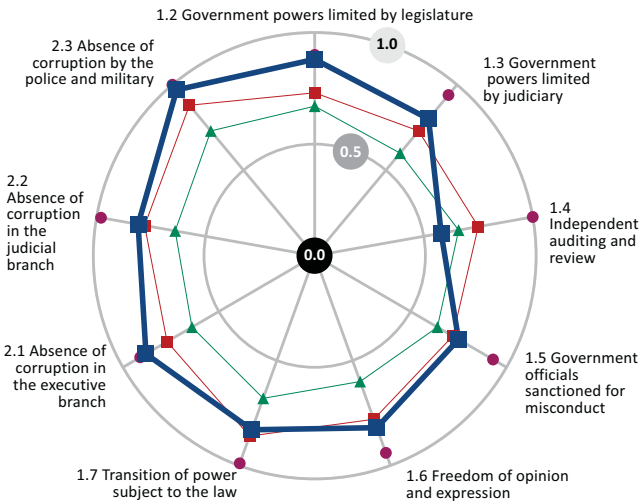 1.2 Government powers limited by legislature
1.0
2.3 Absence of
corruption by the
police and military
1.3 Government
powers limited
by judiciary
0.5
2.2
Absence of
corruption
in the
judicial
branch
1.4
Independent
auditing and
review
0.0
2.1 Absence of
corruption in
the executive
branch
1.5 Government
officials
sanctioned for
misconduct
1.7 Transition of power
subject to the law
1.6 Freedom of opinion
and expression